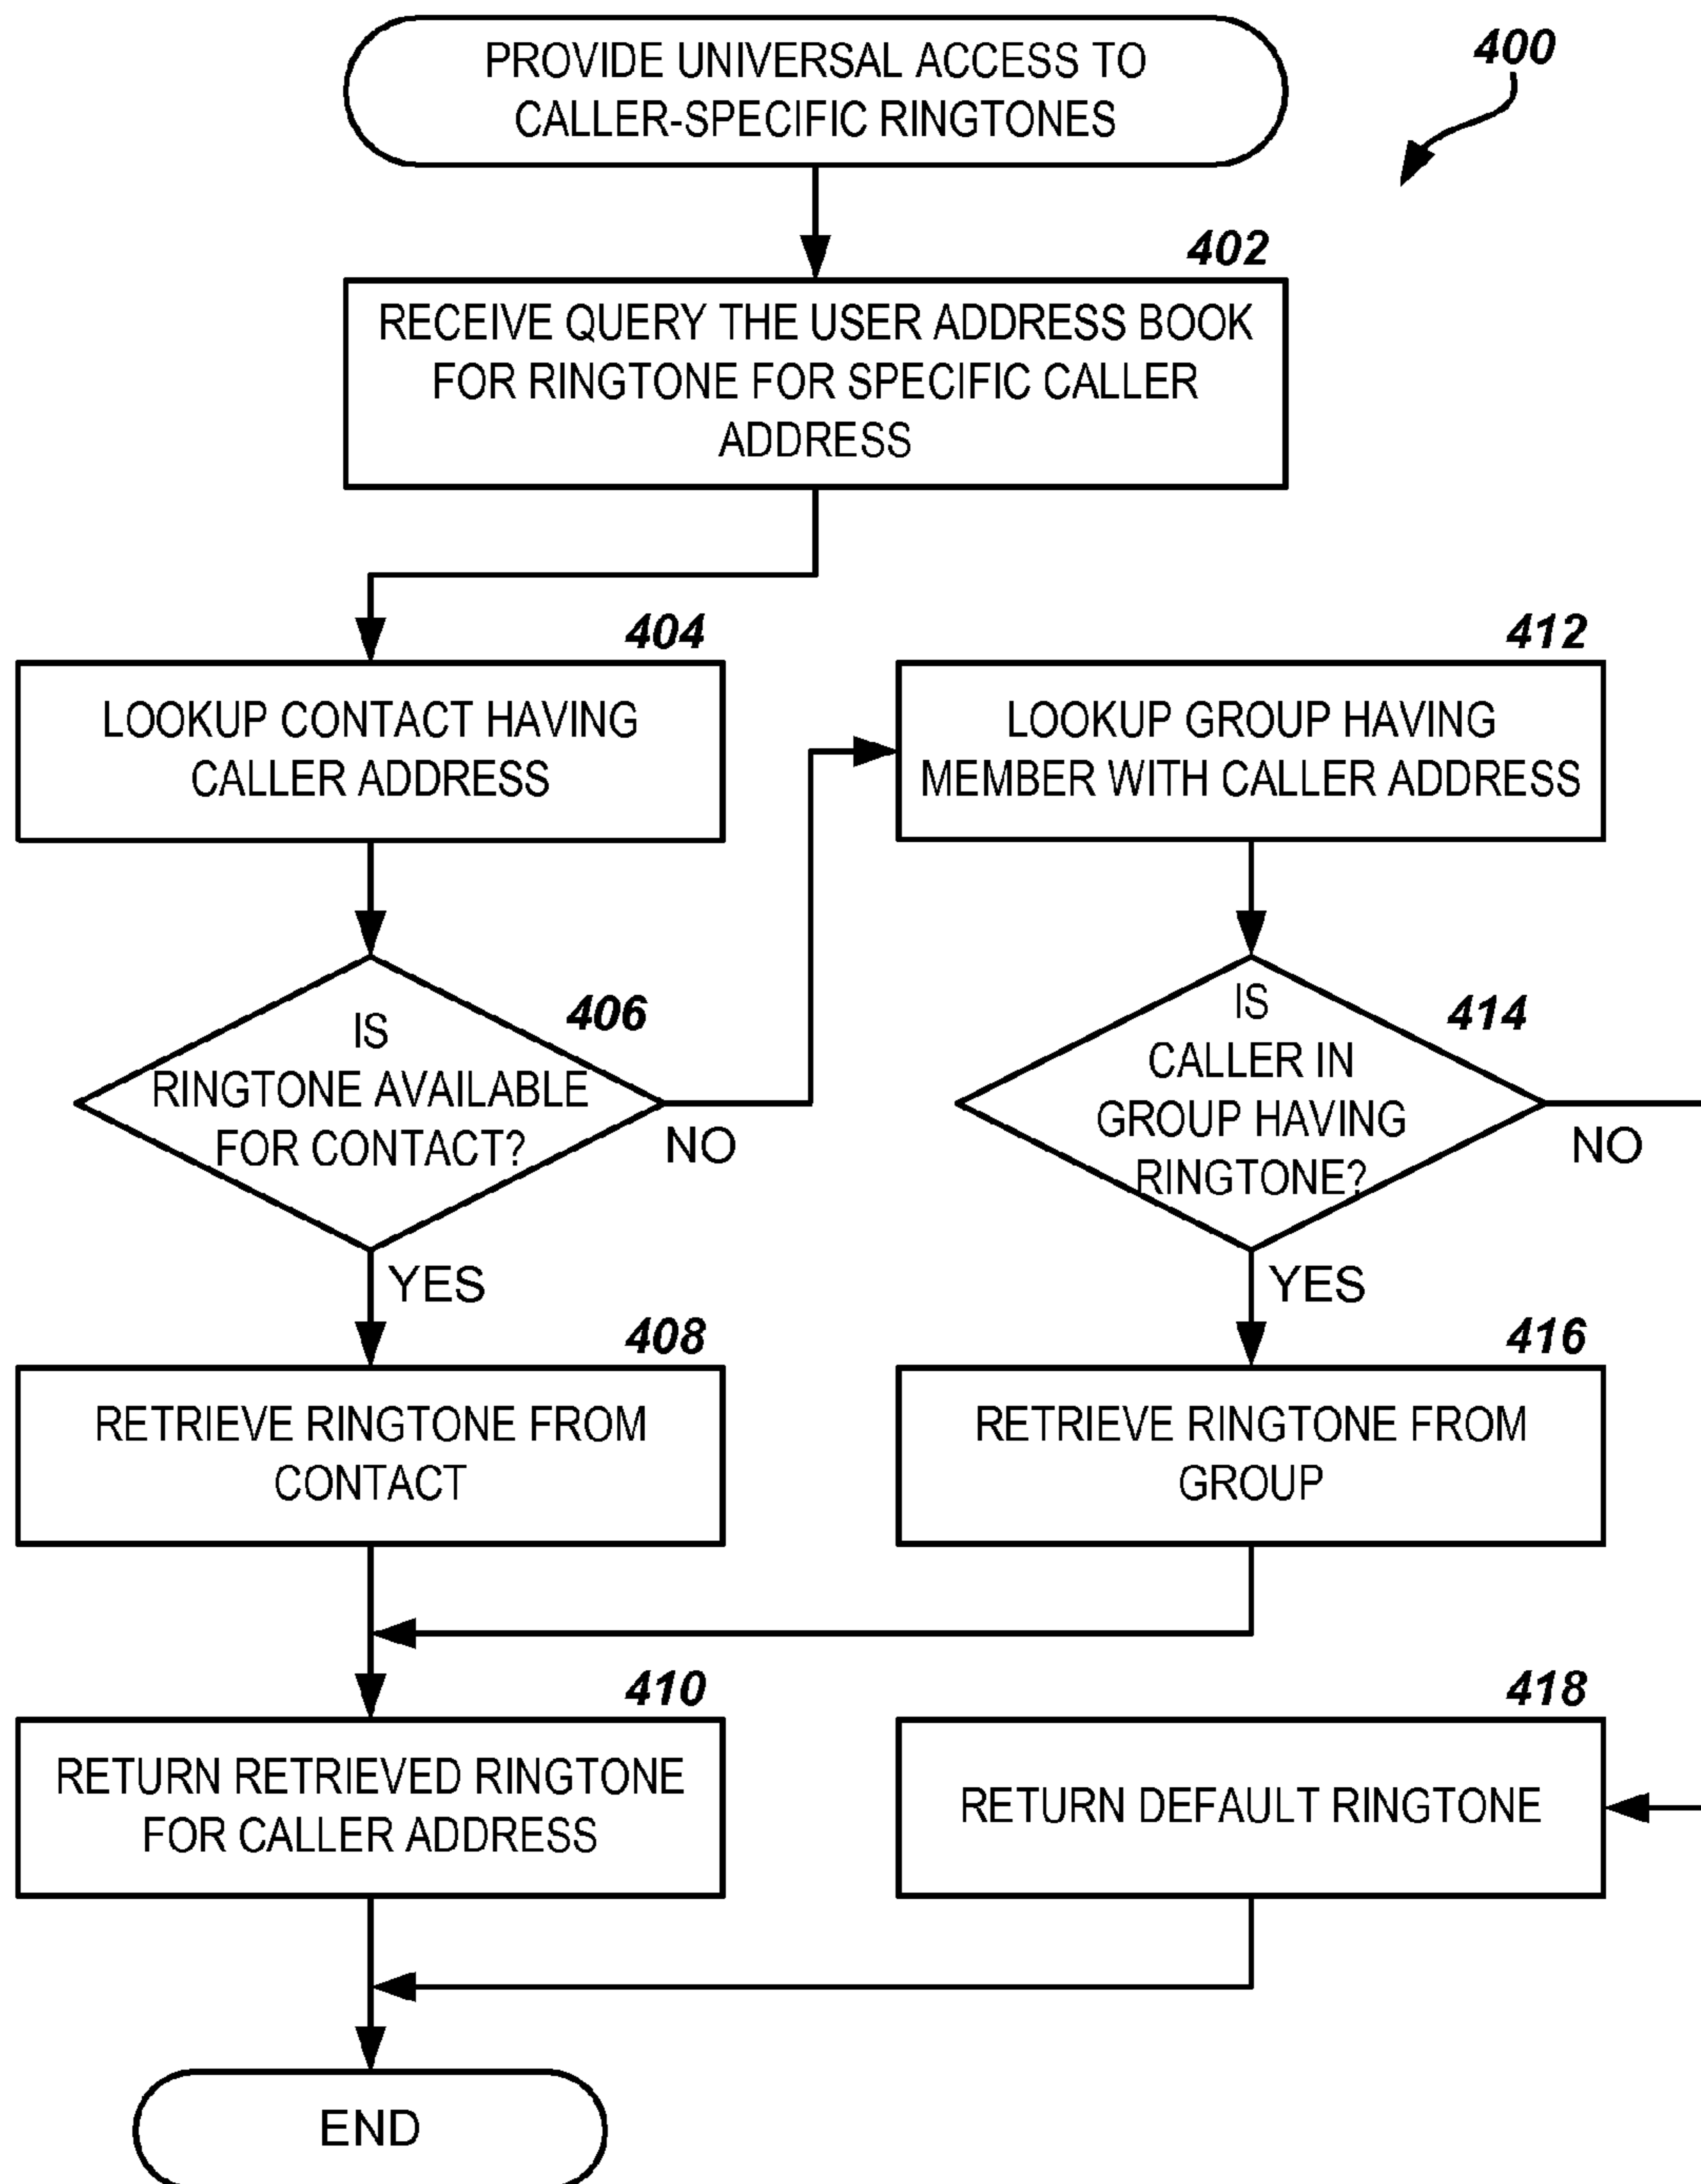 PROVIDE UNIVERSAL ACCESS TO
CALLER-SPECIFIC RINGTONES
400
402
RECEIVE QUERY THE USER ADDRESS BOOK
FOR RINGTONE FOR SPECIFIC CALLER
ADDRESS
404
LOOKUP CONTACT HAVING
CALLER ADDRESS
412
LOOKUP GROUP HAVING
MEMBER WITH CALLER ADDRESS
406
IS
RINGTONE AVAILABLE
FOR CONTACT?
NO
YES
414
IS
CALLER IN
GROUP HAVING
RINGTONE?
NO
YES
408
RETRIEVE RINGTONE FROM
CONTACT
416
RETRIEVE RINGTONE FROM
GROUP
410
RETURN RETRIEVED RINGTONE
FOR CALLER ADDRESS
418
RETURN DEFAULT RINGTONE
END